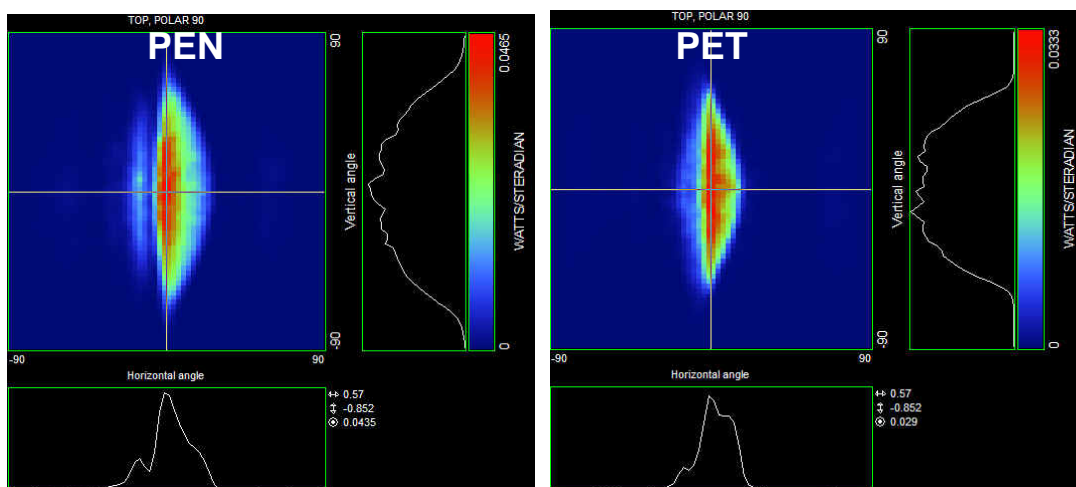 TOP, POLAR 90
PEN
90
Vertical angle
-90
-90
90
Horizontal angle
0.0465
WATTS/STERADIAN
0
0.57
-0.852
0.0435
TOP, POLAR 90
PET
90
Vertical angle
-90
-90
90
Horizontal angle
0.0333
WATTS/STERADIAN
0
0.57
-0.852
0.029